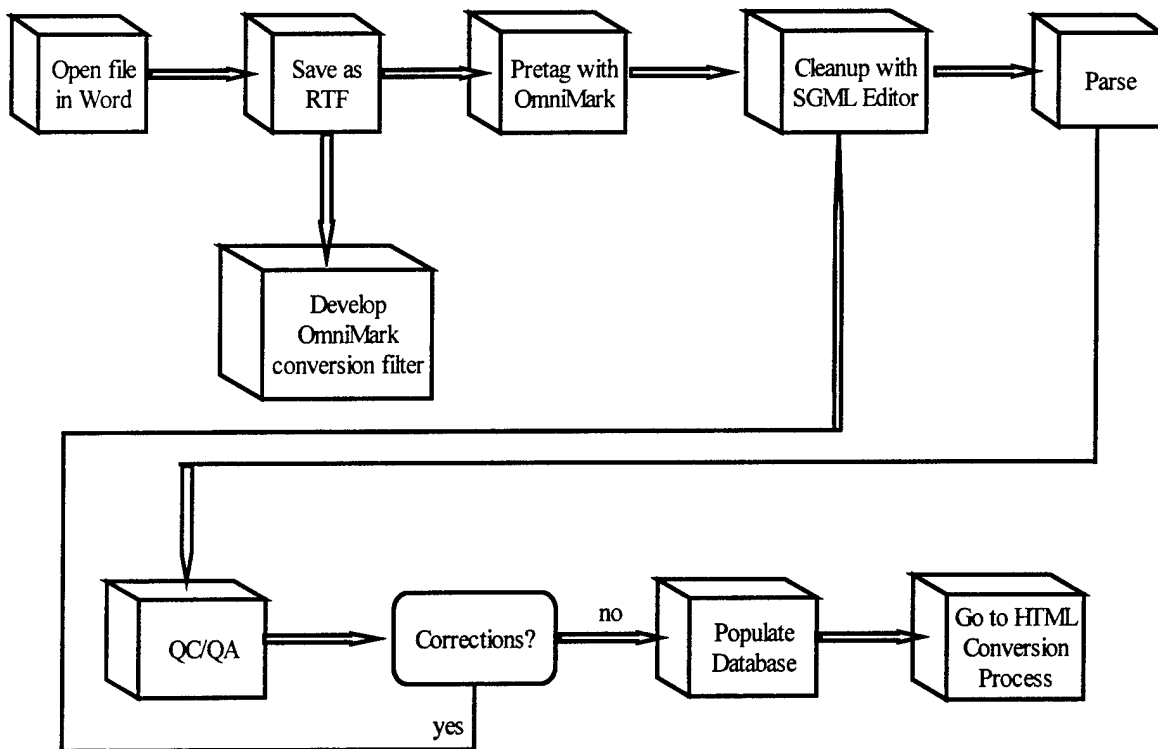 Open file
in Word
Save as
RTF
Pretag with
OmniMark
Cleanup with
SGML Editor
Parse
Develop
OmniMark
conversion filter
QC/QA
Corrections?
no
yes
Populate
Database
Go to HTML
Conversion
Process